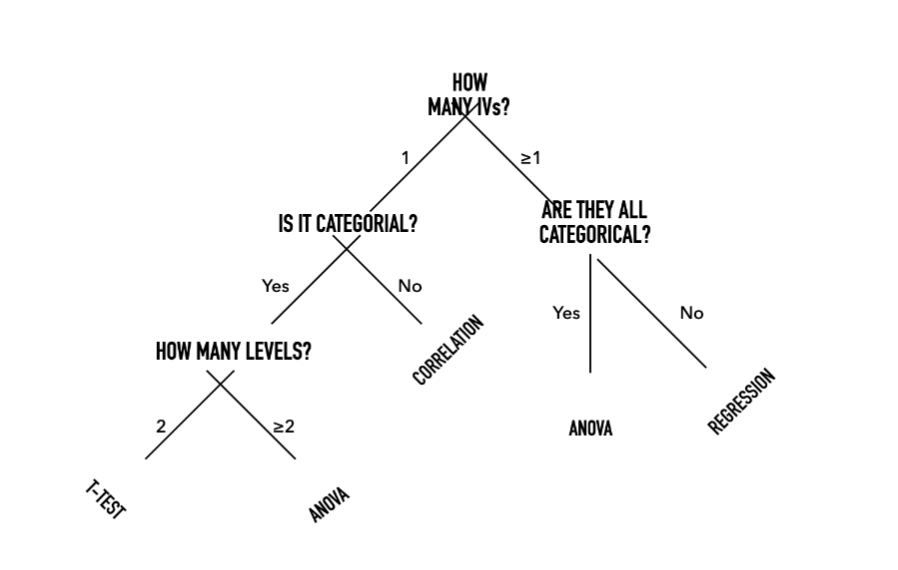 HOW
MANY IVs?
1
≥1
IS IT CATEGORIAL?
ARE THEY ALL
CATEGORICAL?
Yes
No
Yes
No
HOW MANY LEVELS?
CORRELATION
2
≥2
ANOVA
REGRESSION
T-TEST
ANOVA